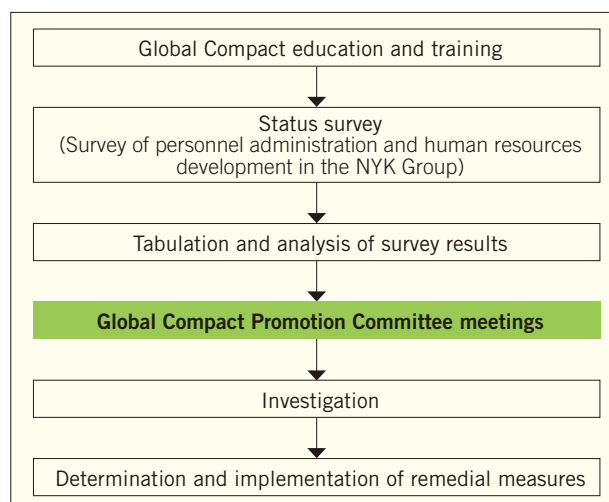 Global Compact education and training
Status survey
(Survey of personnel administration and human resources
development in the NYK Group)
Tabulation and analysis of survey results
Global Compact Promotion Committee meetings
Investigation
Determination and implementation of remedial measures